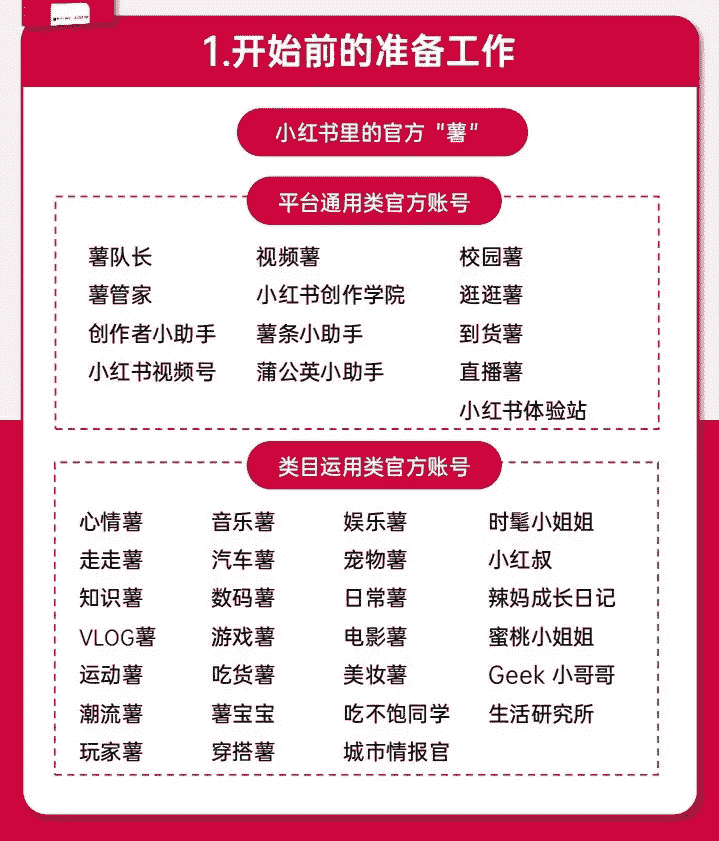 1.开始前的准备工作
小红书里的官方“薯”
平台通用类官方账号
薯队长 视频薯 校园薯
薯管家 小红书创作学院 逛逛薯
创作者小助手 薯条小助手 到货薯
小红书视频号 蒲公英小助手 直播薯
小红书体验站
类目运用类官方账号
心情薯 音乐薯 娱乐薯 时髦小姐姐
走走薯 汽车薯 宠物薯 小红叔
知识薯 数码薯 日常薯 辣妈成长日记
VLOG薯 游戏薯 电影薯 蜜桃小姐姐
运动薯 吃货薯 美妆薯 Geek 小哥哥
潮流薯 薯宝宝 吃不饱同学 生活研究所
玩家薯 穿搭薯 城市情报官